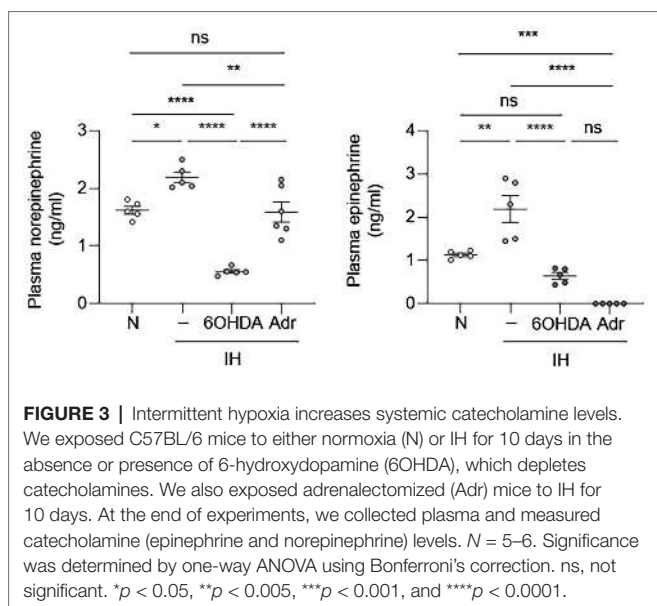 ns
**
****
* **** ****
Plasma norepinephrine
(ng/ml)
3
2
1
0
N – 6OHDA Adr
IH
***
****
ns
** **** ns
Plasma epinephrine
(ng/ml)
4
3
2
1
0
N – 6OHDA Adr
IH
FIGURE 3 | Intermittent hypoxia increases systemic catecholamine levels.
We exposed C57BL/6 mice to either normoxia (N) or IH for 10 days in the
absence or presence of 6-hydroxydopamine (6OHDA), which depletes
catecholamines. We also exposed adrenalectomized (Adr) mice to IH for
10 days. At the end of experiments, we collected plasma and measured
catecholamine (epinephrine and norepinephrine) levels. N = 5–6. Significance
was determined by one-way ANOVA using Bonferroni's correction. ns, not
significant. *p < 0.05, **p < 0.005, ***p < 0.001, and ****p < 0.0001.